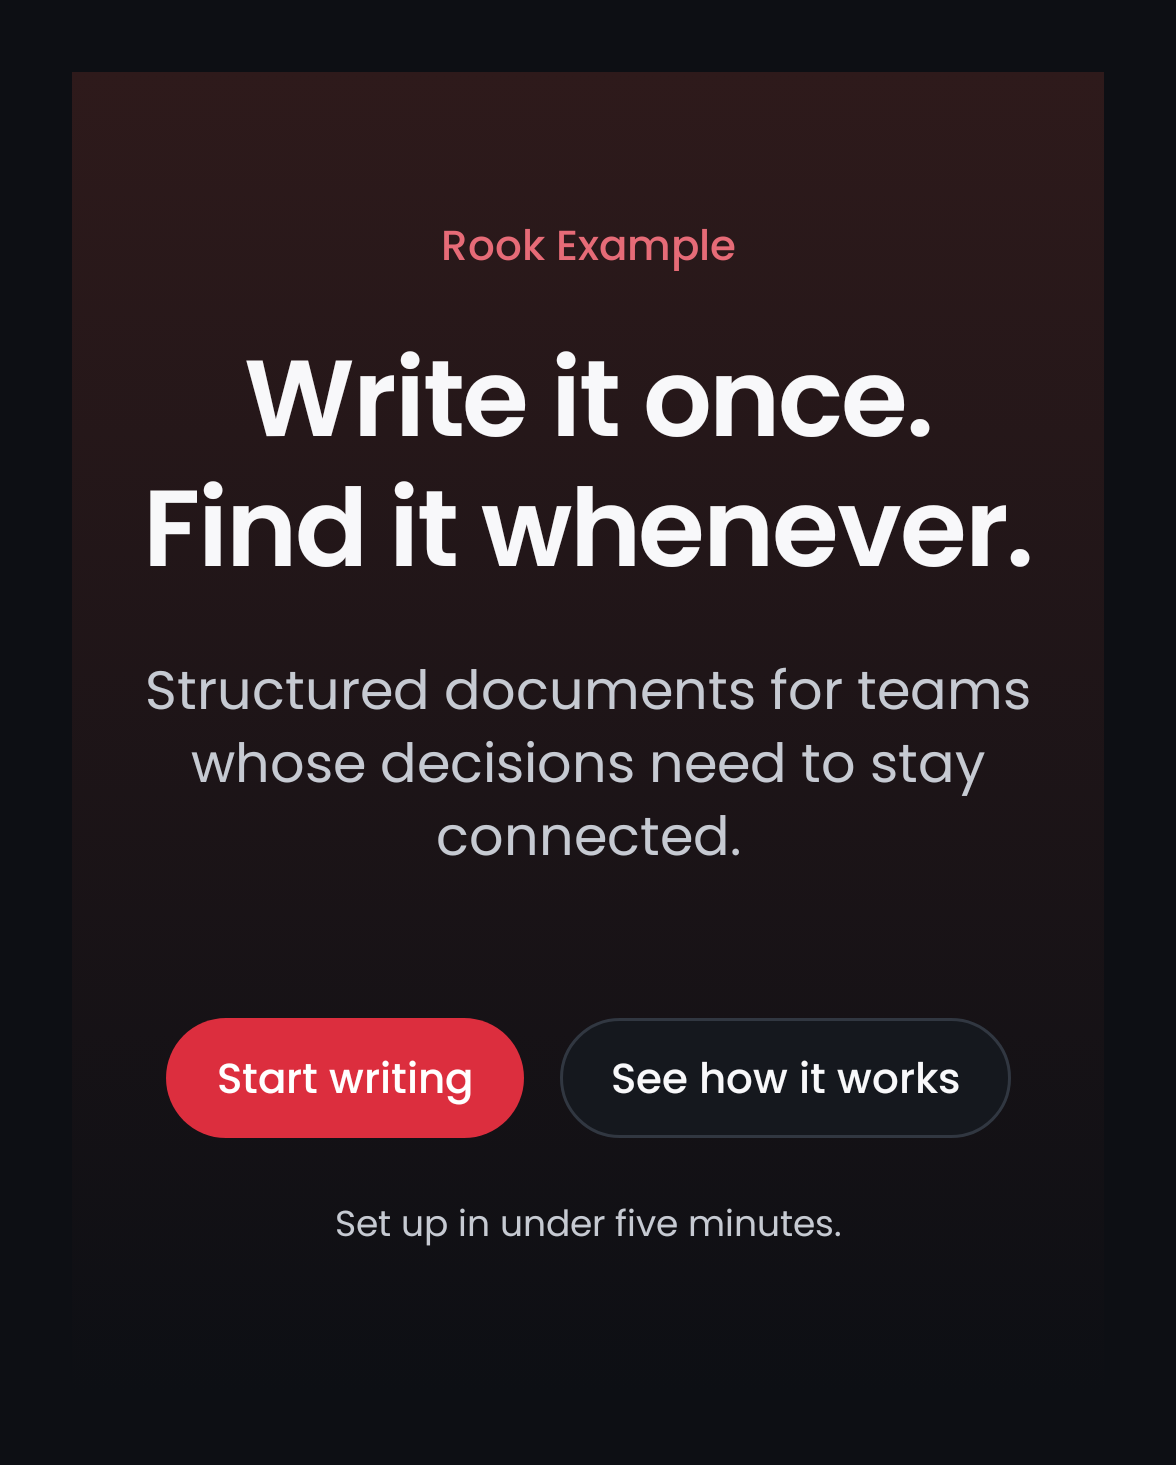 Rook Example
Write it once.
Find it whenever.
Structured documents for teams
whose decisions need to stay
connected.
Start writing
See how it works
Set up in under five minutes.